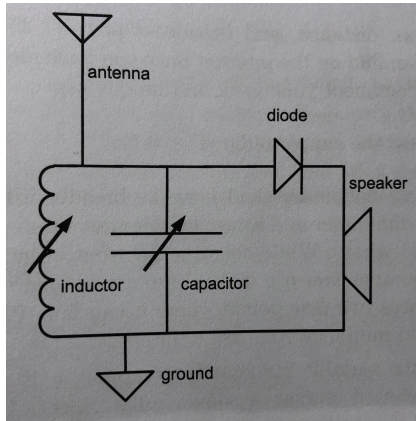 antenna
diode
speaker
inductor
capacitor
ground